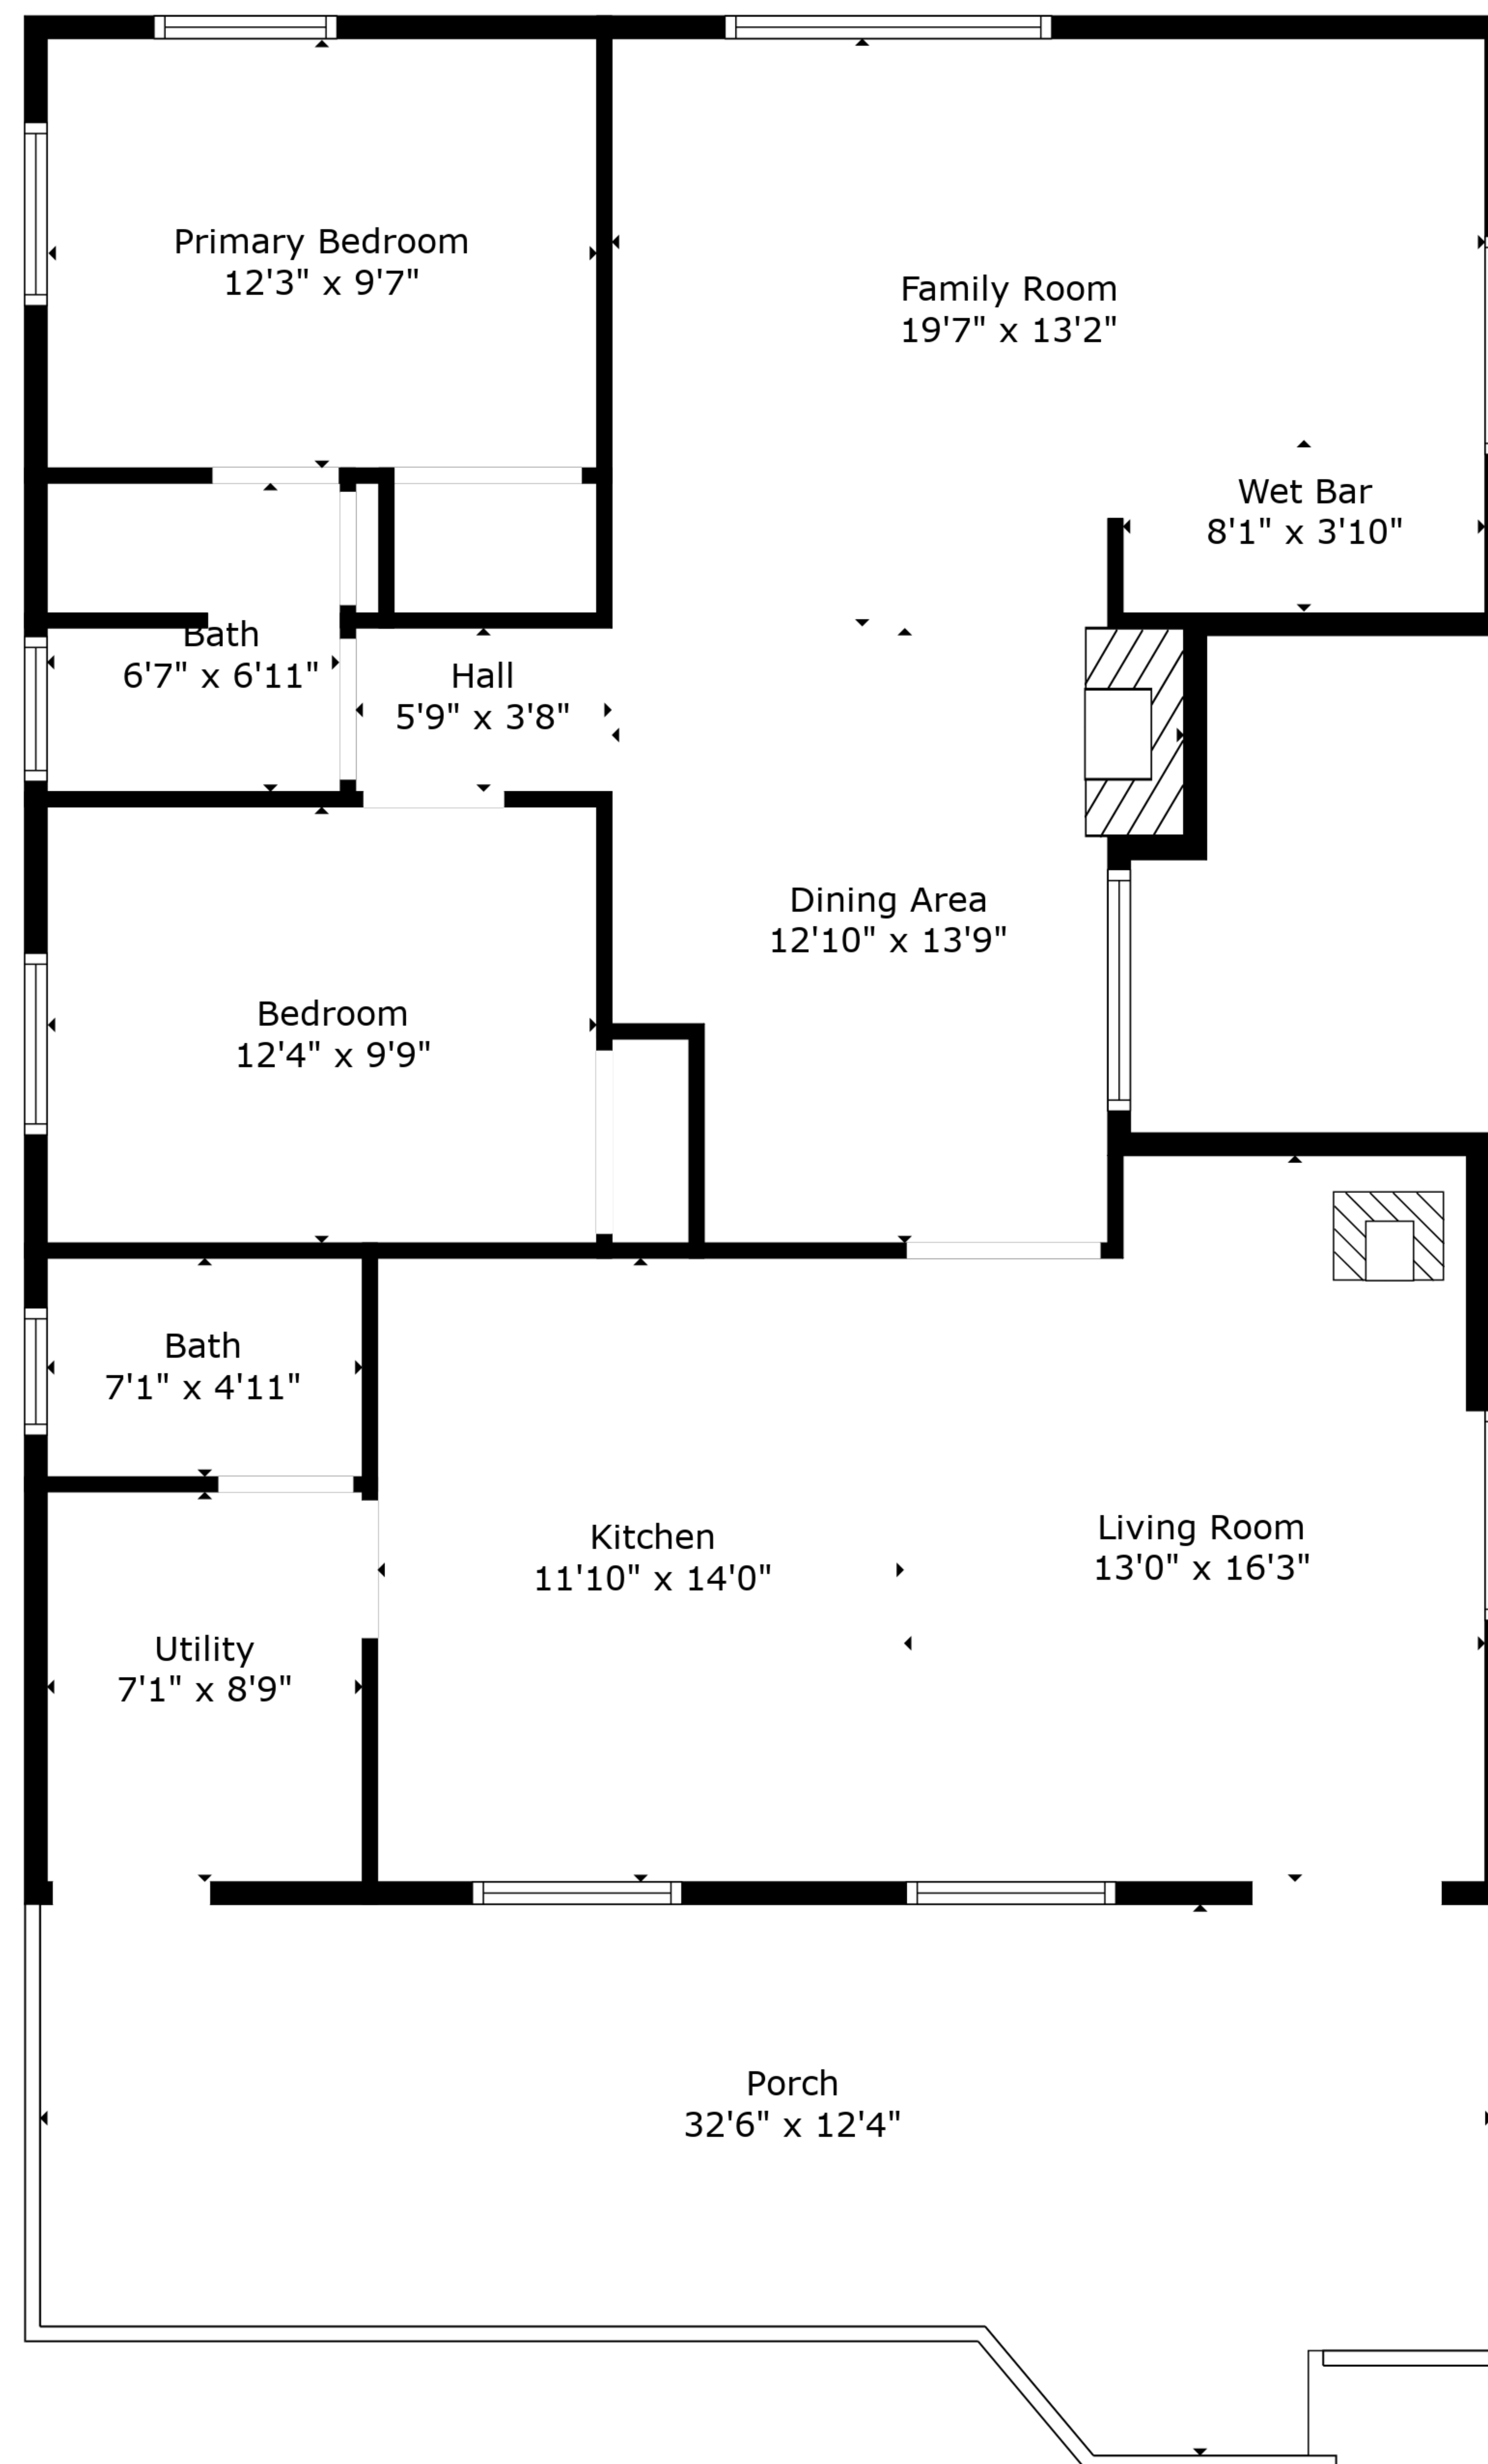 Primary Bedroom
12'3" x 9'7"
Family Room
19'7" x 13'2"
Wet Bar
8'1" x 3'10"
Bath
6'7" x 6'11"
Hall
5'9" x 3'8"
Dining Area
12'10" x 13'9"
Bedroom
12'4" x 9'9"
Bath
7'1" x 4'11"
Kitchen
11'10" x 14'0"
Living Room
13'0" x 16'3"
Utility
7'1" x 8'9"
Porch
32'6" x 12'4"